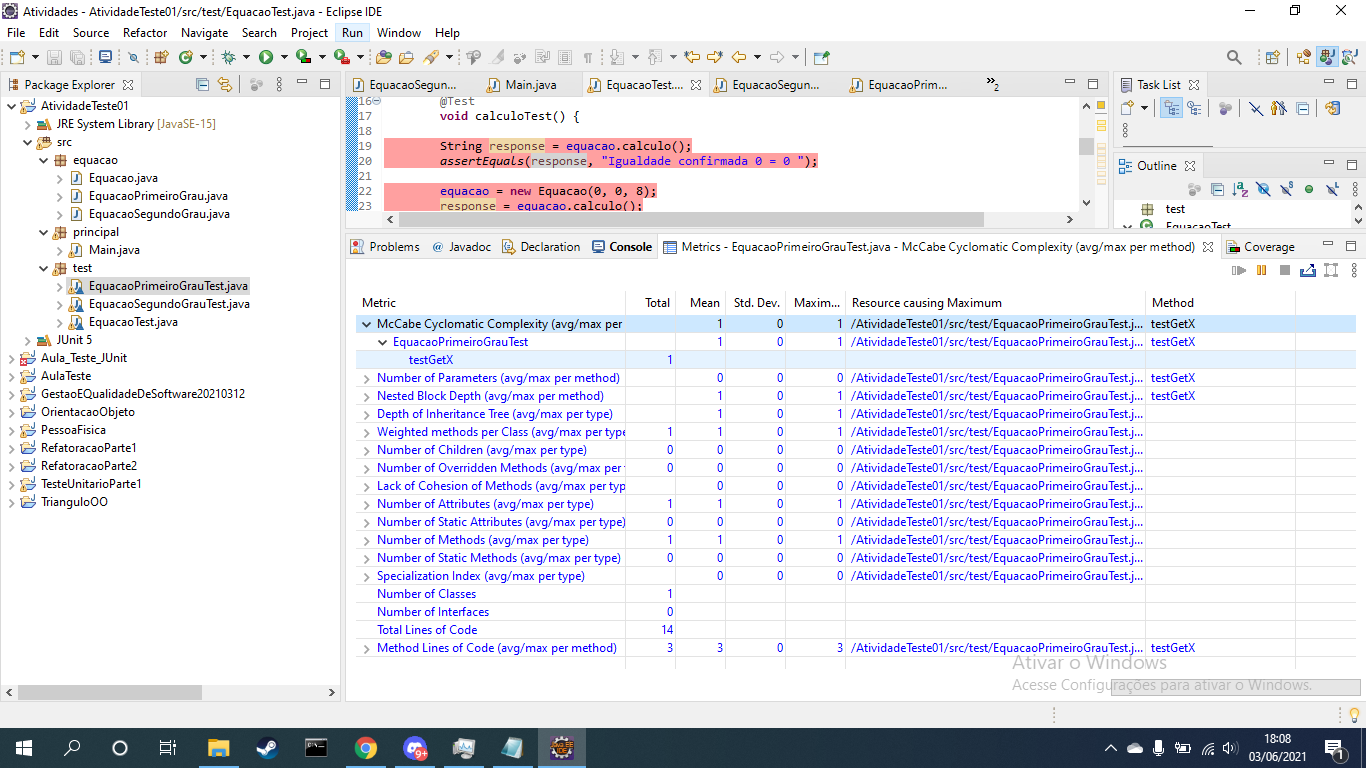 Atividades - AtividadeTeste01/src/test/EquacaoTest.java - Eclipse IDE
File Edit Source Refactor Navigate Search Project Run Window Help
Package Explorer
AtividadeTeste01
JRE System Library [JavaSE-15]
src
equacao
Equacao.java
EquacaoPrimeiroGrau.java
EquacaoSegundoGrau.java
principal
Main.java
test
EquacaoPrimeiroGrauTest.java
EquacaoSegundoGrauTest.java
EquacaoTest.java
JUnit 5
Aula_Teste_JUnit
AulaTeste
GestaoEQualidadeDeSoftware20210312
OrientacaoObjeto
PessoaFisica
RefatoracaoParte1
RefatoracaoParte2
TesteUnitarioParte1
TrianguloOO
EquacaoSegun... Main.java EquacaoTest.... EquacaoSegun... EquacaoPrim... »2
16 @Test
17 void calculoTest() {
18
19 String response = equacao.calculo();
20 assertEquals(response, "Igualdade confirmada 0 = 0 ");
21
22 equacao = new Equacao(0, 0, 8);
23 response = equacao.calculo();
Task List
Outline
test
EquacaoTest
Problems @ Javadoc Declaration Console Metrics - EquacaoPrimeiroGrauTest.java - McCabe Cyclomatic Complexity (avg/max per method) Coverage
Metric Total Mean Std. Dev. Maxim... Resource causing Maximum Method
McCabe Cyclomatic Complexity (avg/max per 1 0 1 /AtividadeTeste01/src/test/EquacaoPrimeiroGrauTest.j... testGetX
EquacaoPrimeiroGrauTest 1 0 1 /AtividadeTeste01/src/test/EquacaoPrimeiroGrauTest.j... testGetX
testGetX 1
Number of Parameters (avg/max per method) 0 0 0 /AtividadeTeste01/src/test/EquacaoPrimeiroGrauTest.j... testGetX
Nested Block Depth (avg/max per method) 1 0 1 /AtividadeTeste01/src/test/EquacaoPrimeiroGrauTest.j... testGetX
Depth of Inheritance Tree (avg/max per type) 1 0 1 /AtividadeTeste01/src/test/EquacaoPrimeiroGrauTest.j...
Weighted methods per Class (avg/max per type 1 1 0 1 /AtividadeTeste01/src/test/EquacaoPrimeiroGrauTest.j...
Number of Children (avg/max per type) 0 0 0 0 /AtividadeTeste01/src/test/EquacaoPrimeiroGrauTest.j...
Number of Overridden Methods (avg/max per 0 0 0 0 /AtividadeTeste01/src/test/EquacaoPrimeiroGrauTest.j...
Lack of Cohesion of Methods (avg/max per typ 0 0 0 /AtividadeTeste01/src/test/EquacaoPrimeiroGrauTest.j...
Number of Attributes (avg/max per type) 1 1 0 1 /AtividadeTeste01/src/test/EquacaoPrimeiroGrauTest.j...
Number of Static Attributes (avg/max per type) 0 0 0 0 /AtividadeTeste01/src/test/EquacaoPrimeiroGrauTest.j...
Number of Methods (avg/max per type) 1 1 0 1 /AtividadeTeste01/src/test/EquacaoPrimeiroGrauTest.j...
Number of Static Methods (avg/max per type) 0 0 0 0 /AtividadeTeste01/src/test/EquacaoPrimeiroGrauTest.j...
Specialization Index (avg/max per type) 0 0 0 /AtividadeTeste01/src/test/EquacaoPrimeiroGrauTest.j...
Number of Classes 1
Number of Interfaces 0
Total Lines of Code 14
Method Lines of Code (avg/max per method) 3 3 0 3 /AtividadeTeste01/src/test/EquacaoPrimeiroGrauTest.j... testGetX
Ativar o Windows
Acesse Configurações para ativar o Windows.
9+
JAVA EE
IDE
18:08
03/06/2021
1